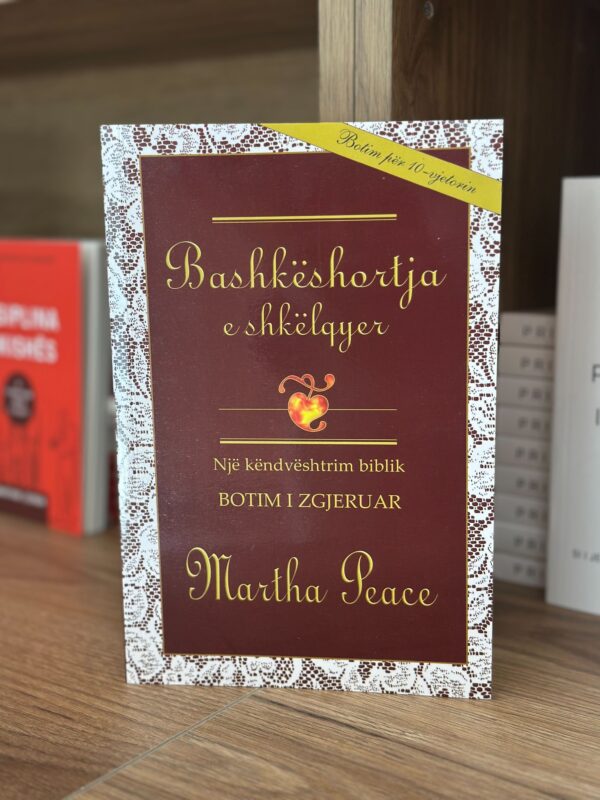 Botim për 10-vjetorin
Bashkëshortja
e shkëlqyer
Një këndvështrim biblik
BOTIM I ZGJERUAR
Martha Peace